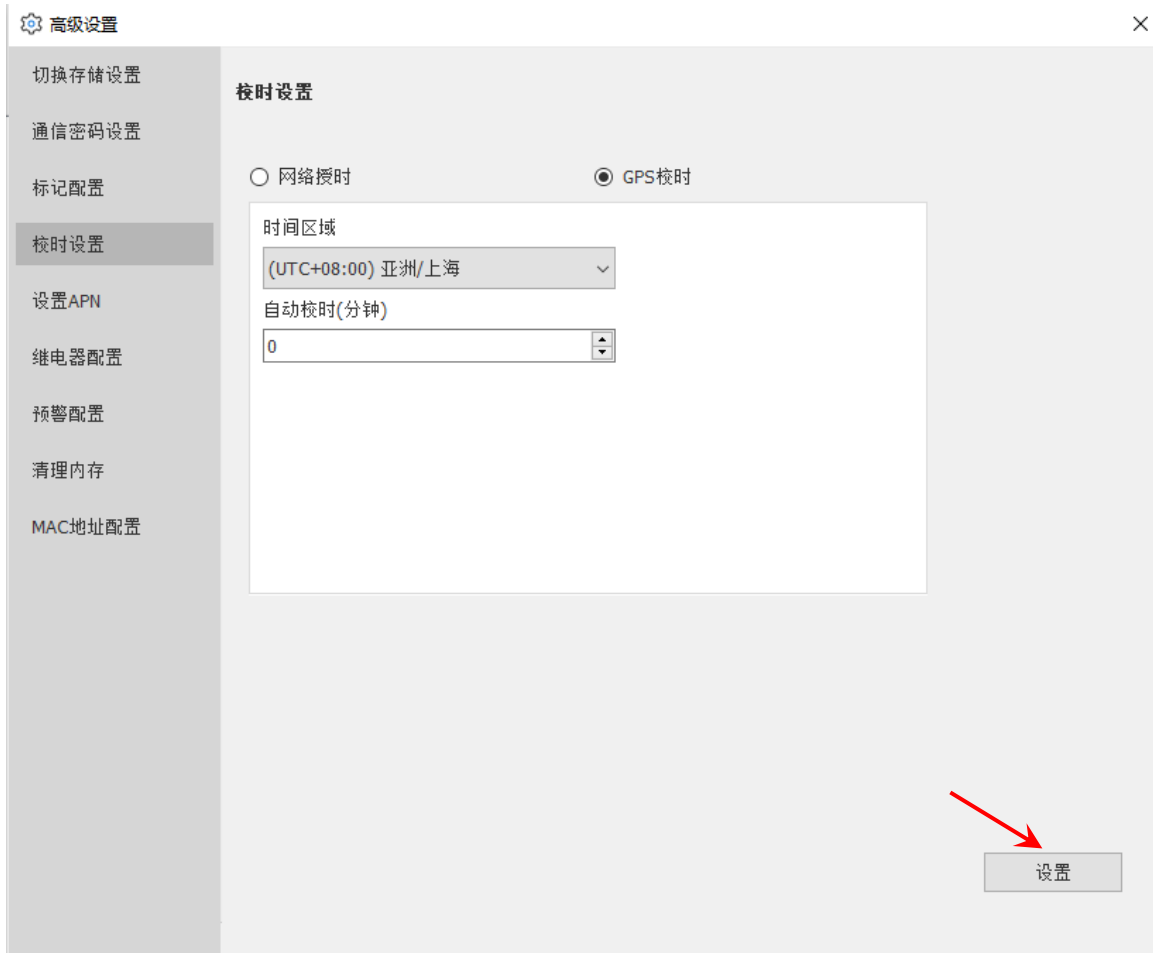 高级设置
切换存储设置
通信密码设置
标记配置
校时设置
设置APN
继电器配置
预警配置
清理内存
MAC地址配置
校时设置
网络授时
GPS校时
时间区域
(UTC+08:00) 亚洲/上海
自动校时(分钟)
0
设置